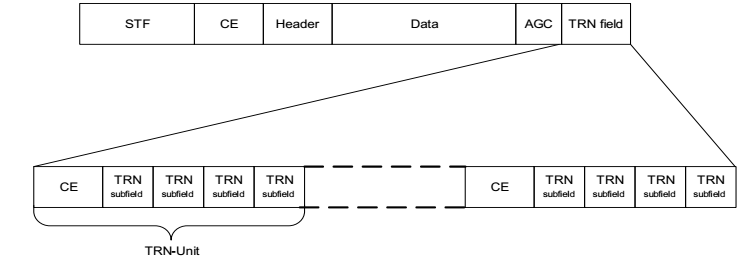 STF CE Header Data AGC TRN field
CE TRN subfield TRN subfield TRN subfield TRN subfield CE TRN subfield TRN subfield TRN subfield TRN subfield
TRN-Unit